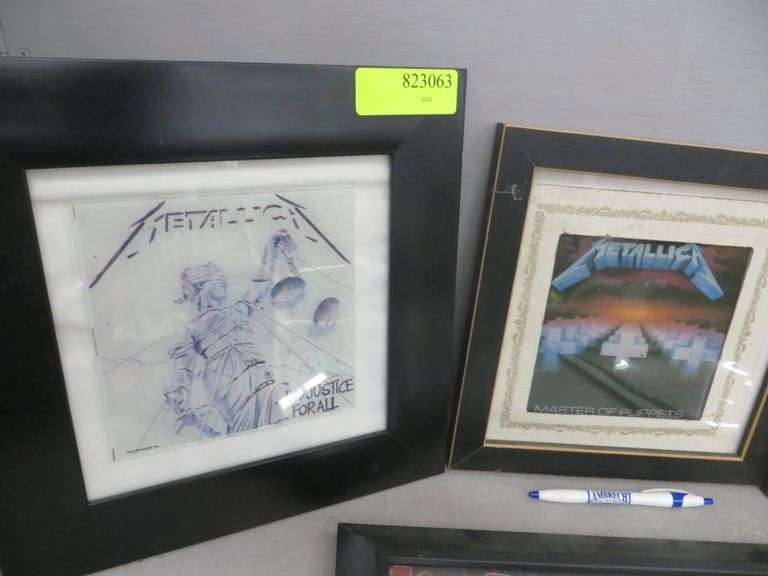 823063
METALLICA
JUSTICE
FOR ALL
METALLICA
MASTER OF PUPPETS
AMBRECHT